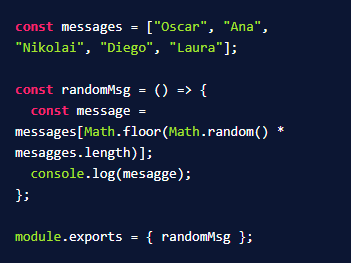 const messages = ["Oscar", "Ana",
"Nikolai", "Diego", "Laura"];
const randomMsg = () => {
const message =
messages[Math.floor(Math.random() *
mesagges.length)];
console.log(mesagge);
};
module.exports = { randomMsg };